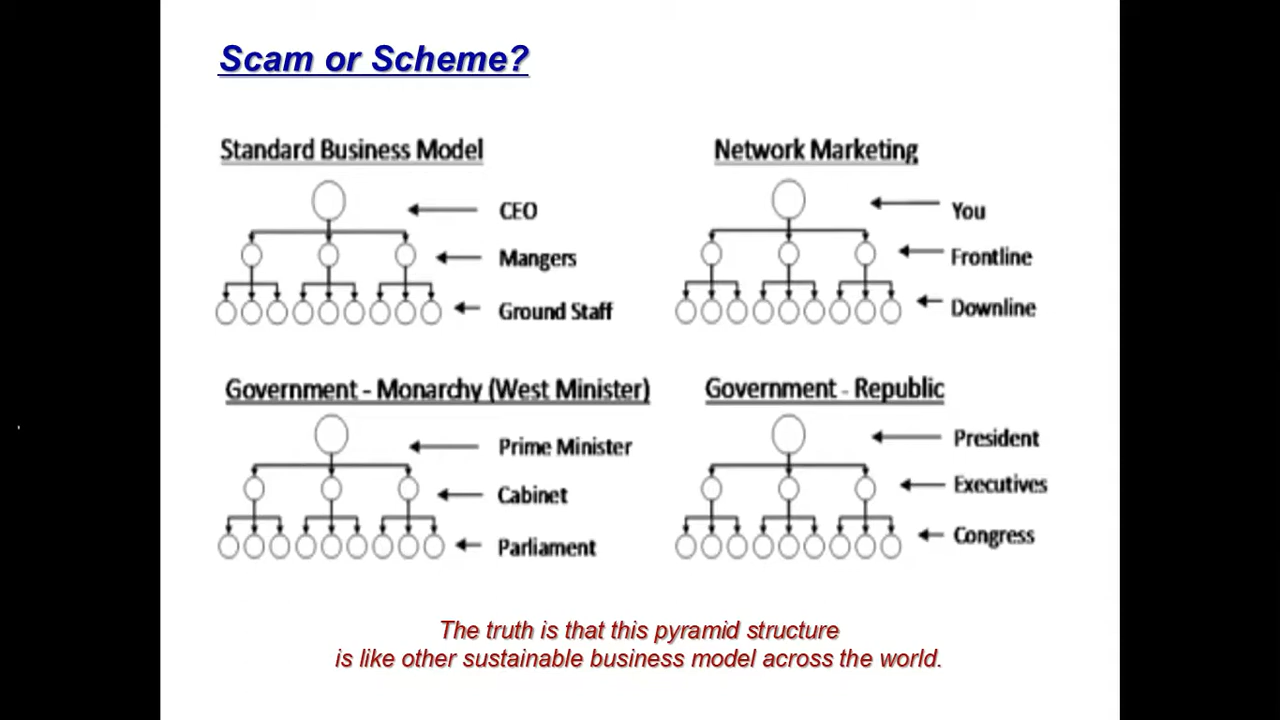 Scam or Scheme?
Standard Business Model
CEO
Mangers
Ground Staff
Network Marketing
You
Frontline
Downline
Government - Monarchy (West Minister)
Prime Minister
Cabinet
Parliament
Government - Republic
President
Executives
Congress
The truth is that this pyramid structure
is like other sustainable business model across the world.